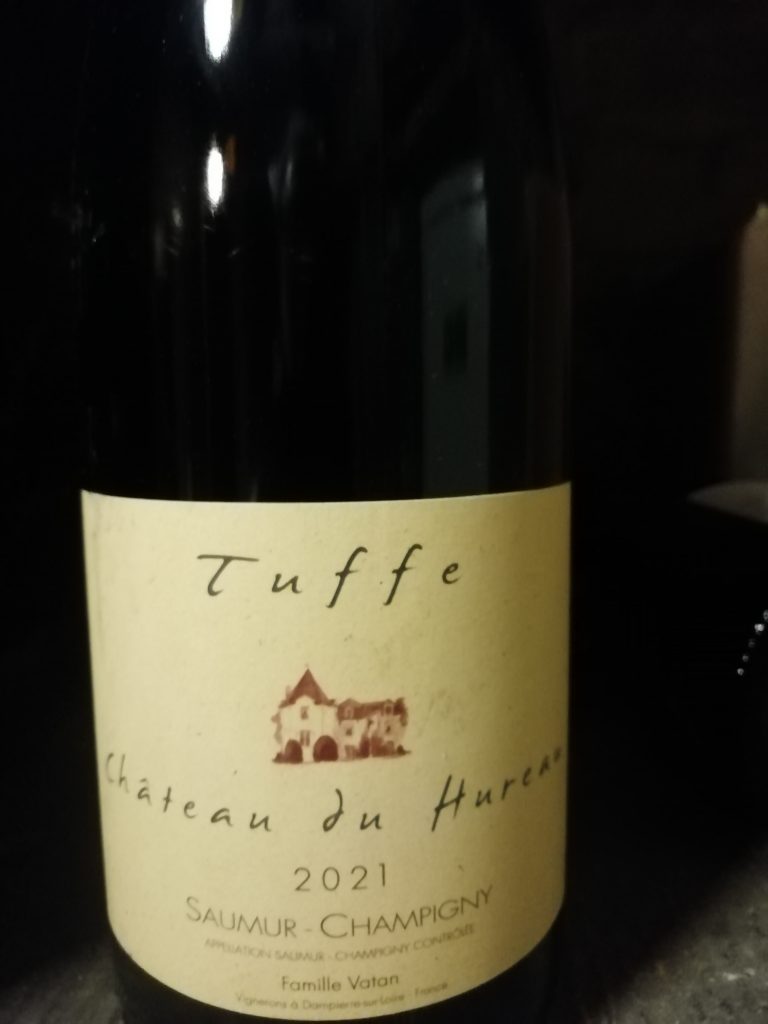 Tuffe
Château du Hureau
2021
SAUMUR - CHAMPIGNY
APPELLATION SAUMUR - CHAMPIGNY CONTRÔLÉE
Famille Vatan
Vignerons à Dampierre-sur-Loire - France